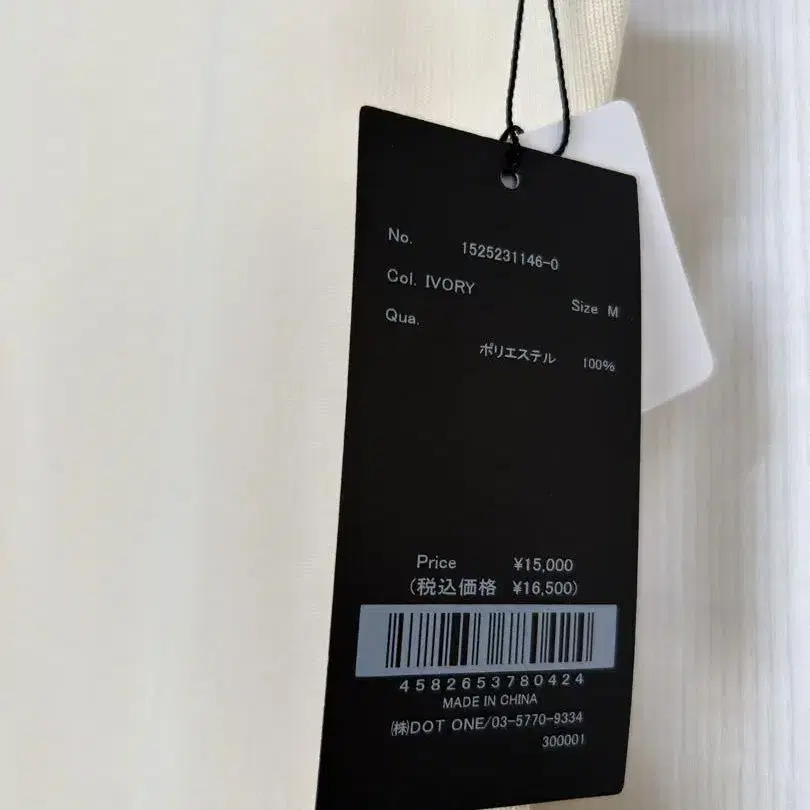 No. 1525231146-0
Col. IVORY Size M
Qua.
ポリエステル 100%
Price ¥15,000
(税込価格 ¥16,500)
4582653780424
MADE IN CHINA
㈱DOT ONE/03-5770-9334
300001